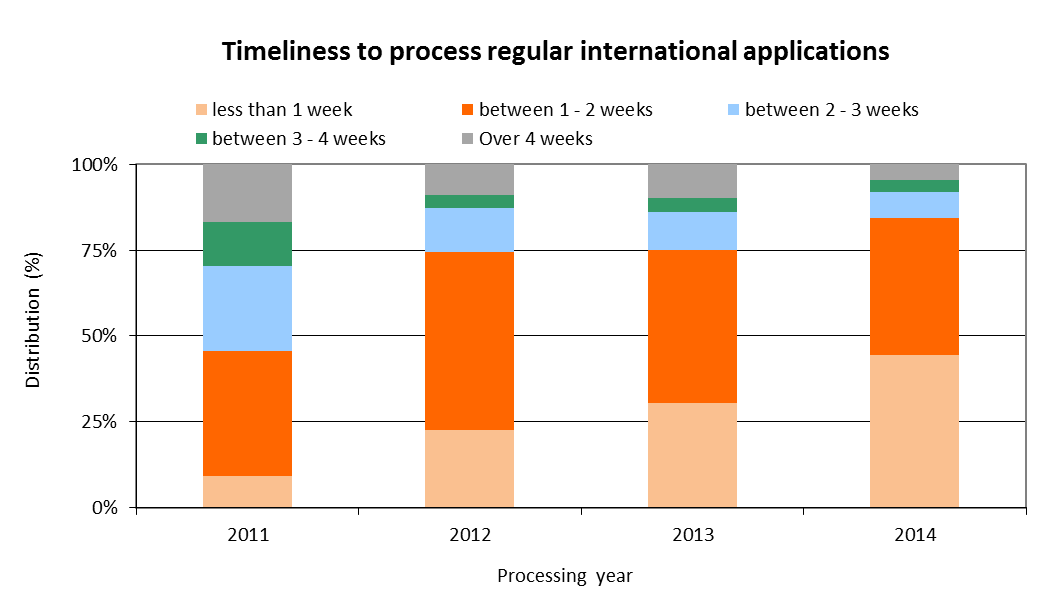 Timeliness to process regular international applications
less than 1 week
between 1 - 2 weeks
between 2 - 3 weeks
between 3 - 4 weeks
Over 4 weeks
100%
75%
50%
25%
0%
Distribution (%)
2011
2012
2013
2014
Processing year